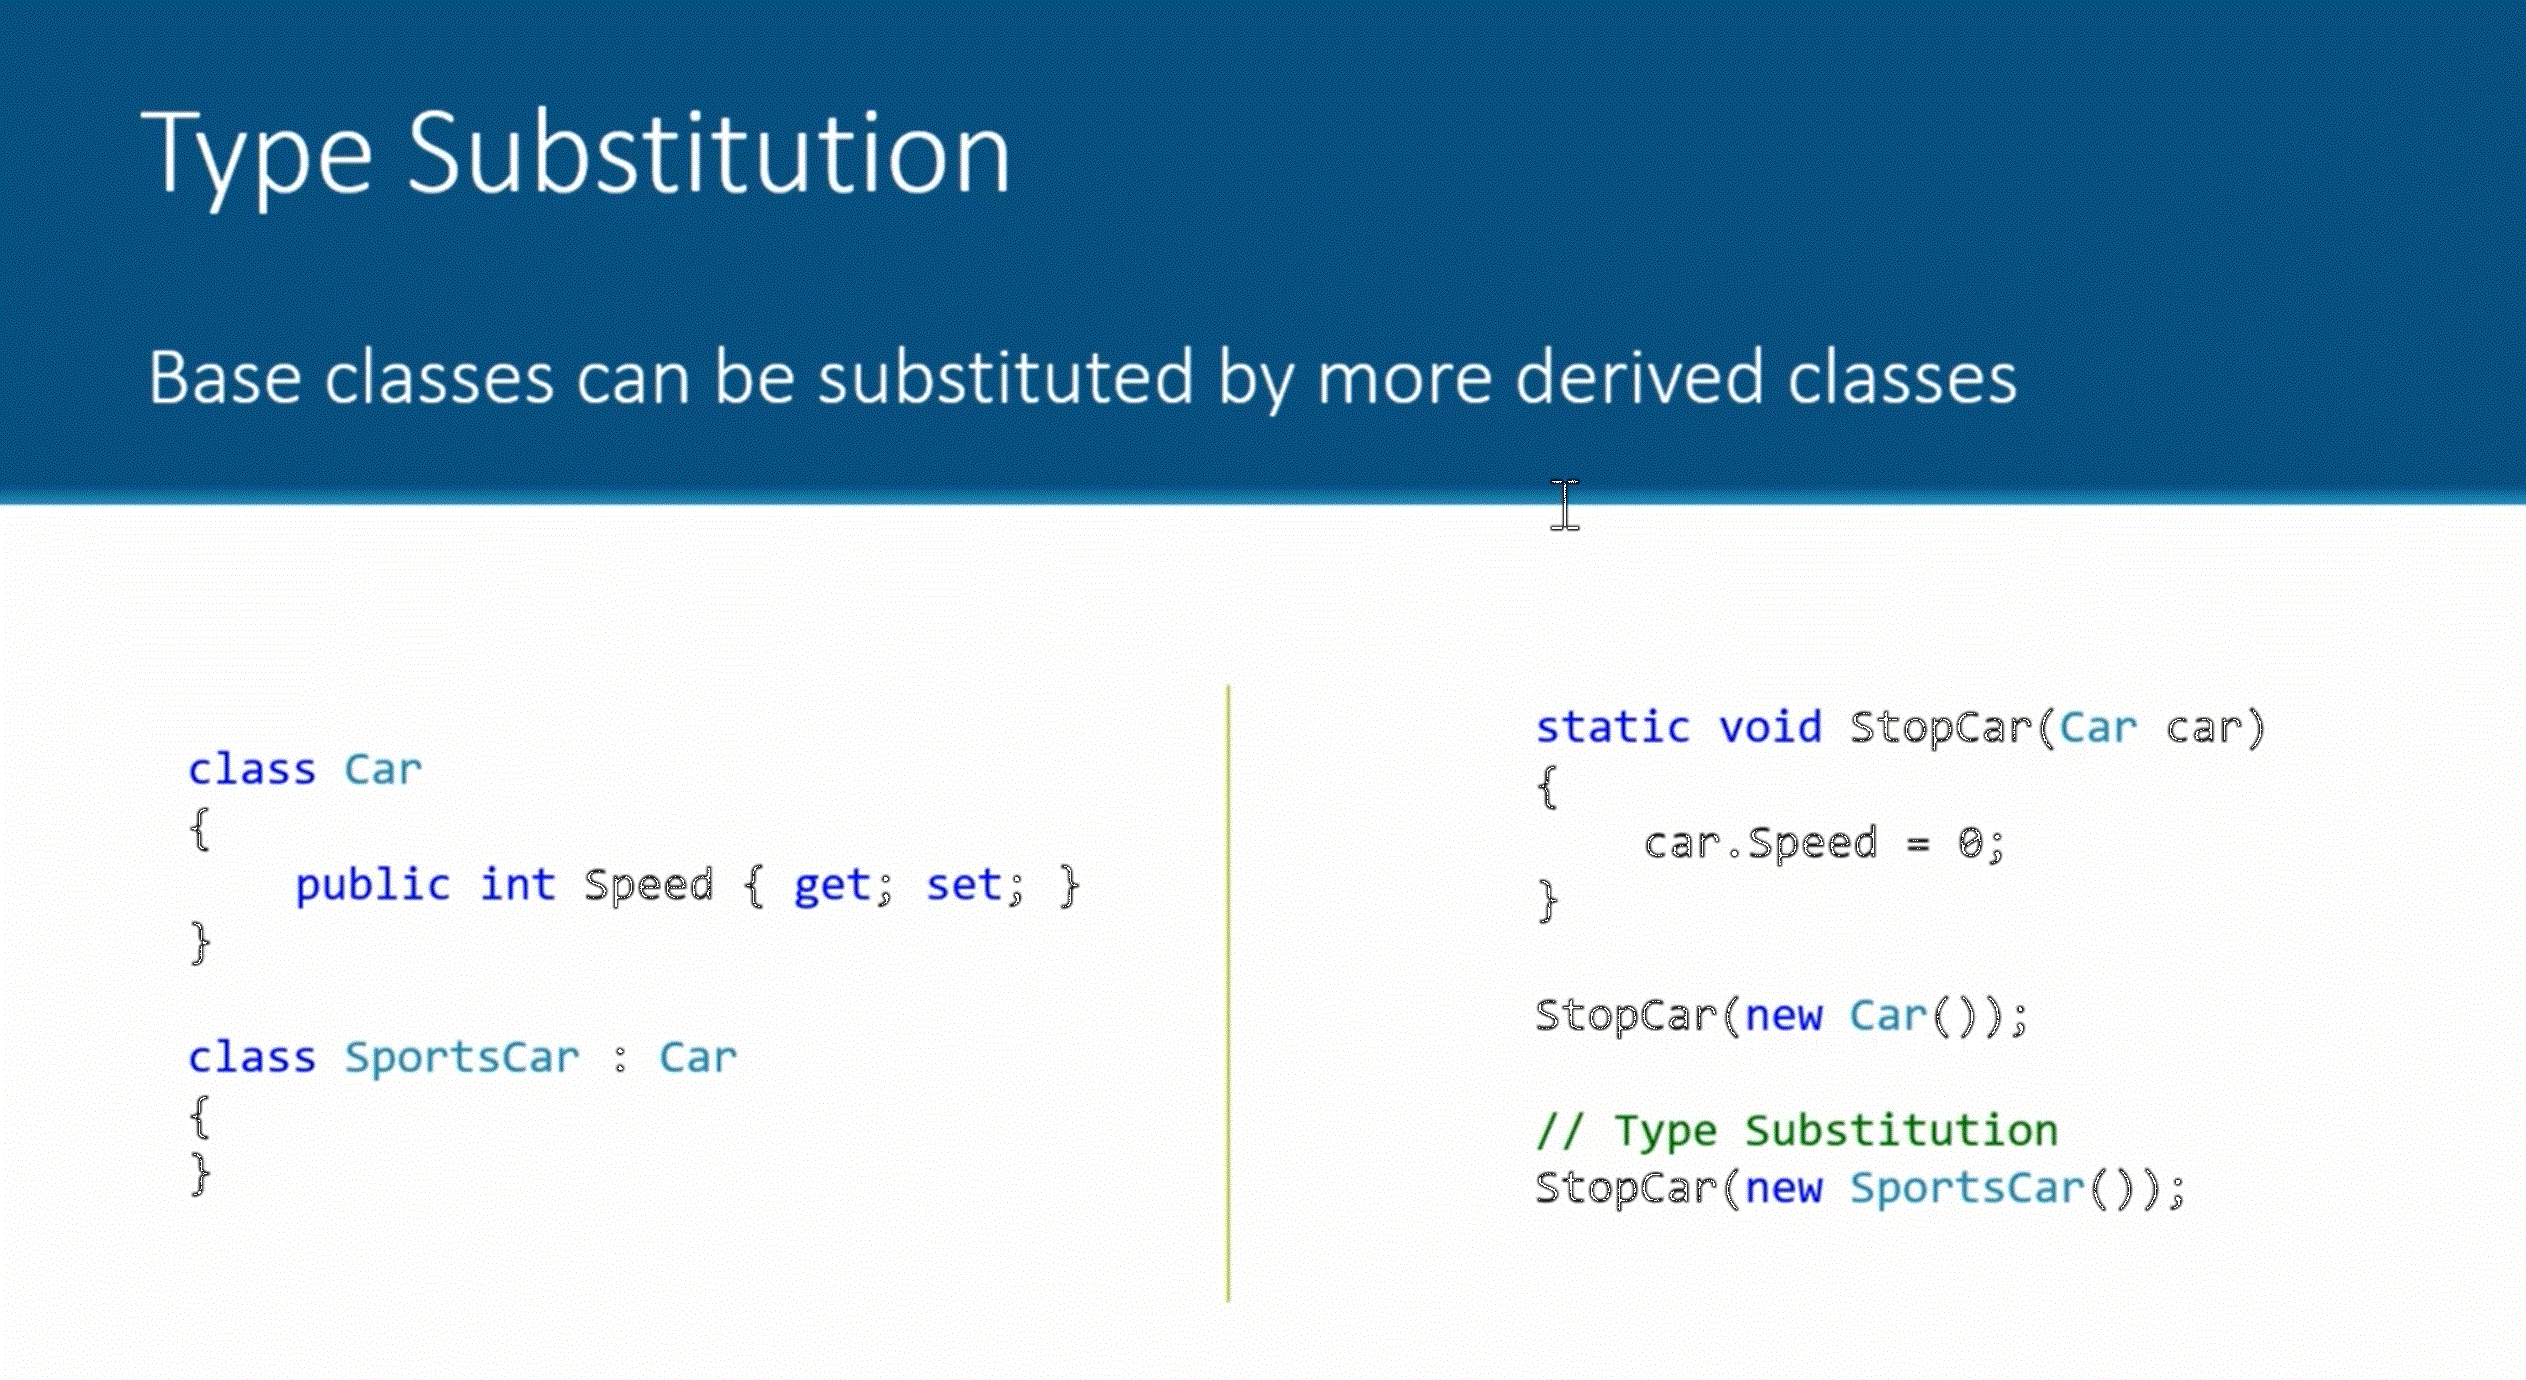 Type Substitution
Base classes can be substituted by more derived classes
class Car
{
    public int Speed { get; set; }
}
class SportsCar : Car
{
}
static void StopCar(Car car)
{
    car.Speed = 0;
}
StopCar(new Car());
// Type Substitution
StopCar(new SportsCar());